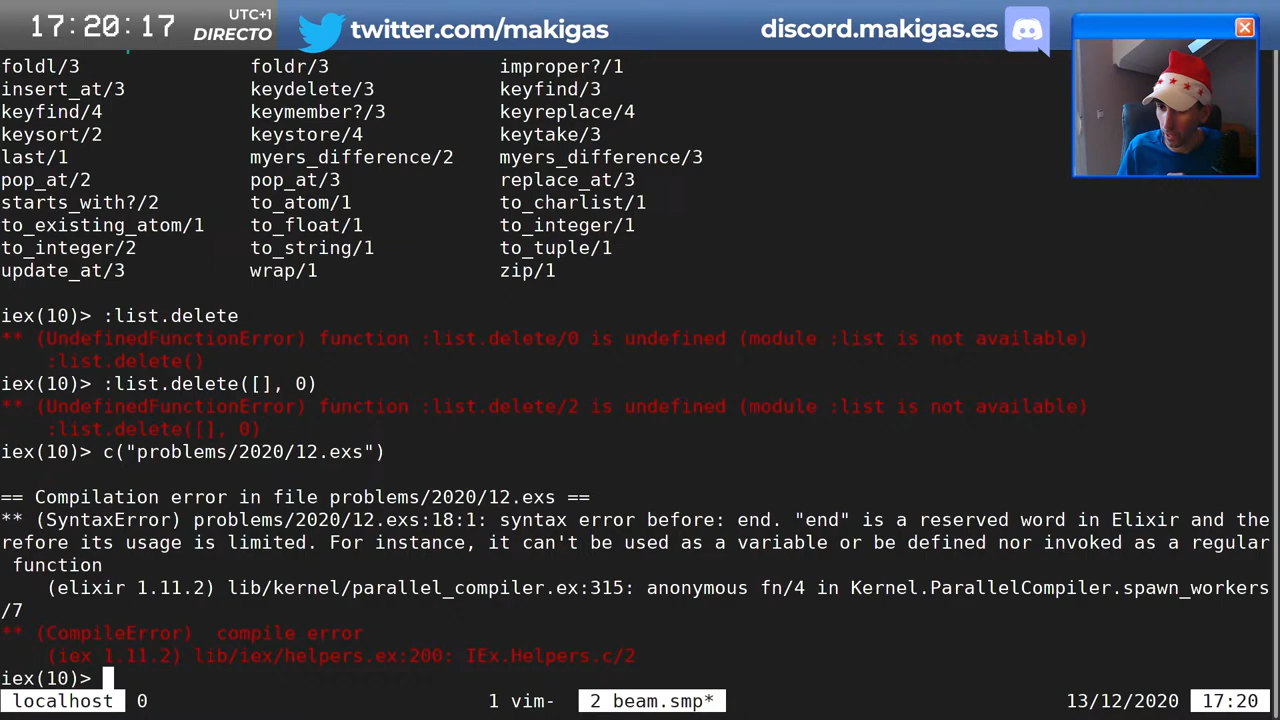 17:20:17
UTC+1
DIRECTO
twitter.com/makigas
discord.makigas.es
foldl/3 foldr/3 improper?/1
insert_at/3 keydelete/3 keyfind/3
keyfind/4 keymember?/3 keyreplace/4
keysort/2 keystore/4 keytake/3
last/1 myers_difference/2 myers_difference/3
pop_at/2 pop_at/3 replace_at/3
starts_with?/2 to_atom/1 to_charlist/1
to_existing_atom/1 to_float/1 to_integer/1
to_integer/2 to_string/1 to_tuple/1
update_at/3 wrap/1 zip/1
iex(10)> :list.delete
** (UndefinedFunctionError) function :list.delete/0 is undefined (module :list is not available)
:list.delete()
iex(10)> :list.delete([], 0)
** (UndefinedFunctionError) function :list.delete/2 is undefined (module :list is not available)
:list.delete([], 0)
iex(10)> c("problems/2020/12.exs")
== Compilation error in file problems/2020/12.exs ==
** (SyntaxError) problems/2020/12.exs:18:1: syntax error before: end. "end" is a reserved word in Elixir and the
refore its usage is limited. For instance, it can't be used as a variable or be defined nor invoked as a regular
function
(elixir 1.11.2) lib/kernel/parallel_compiler.ex:315: anonymous fn/4 in Kernel.ParallelCompiler.spawn_workers
/7
** (CompileError)  compile error
(iex 1.11.2) lib/iex/helpers.ex:200: IEx.Helpers.c/2
iex(10)>
localhost 0 1 vim- 2 beam.smp* 13/12/2020 17:20